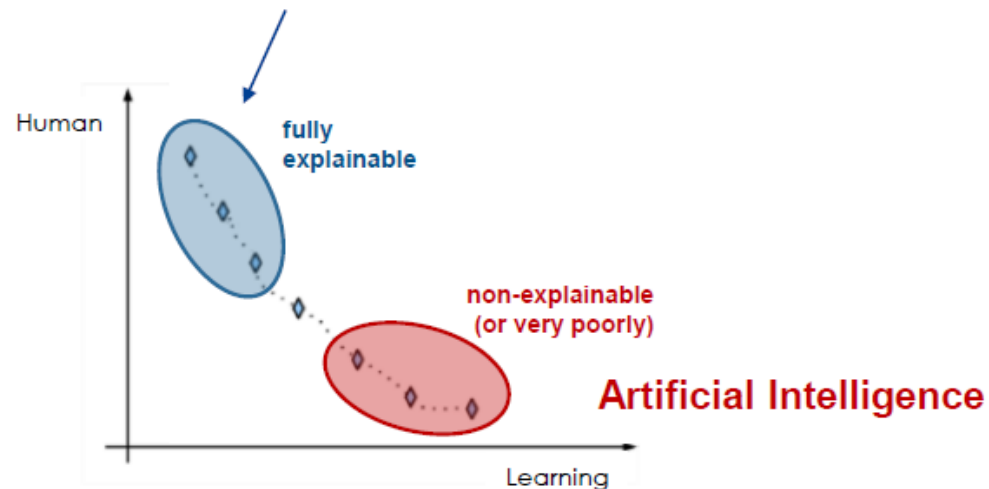 Human
fully
explainable
non-explainable
(or very poorly)
Artificial Intelligence
Learning